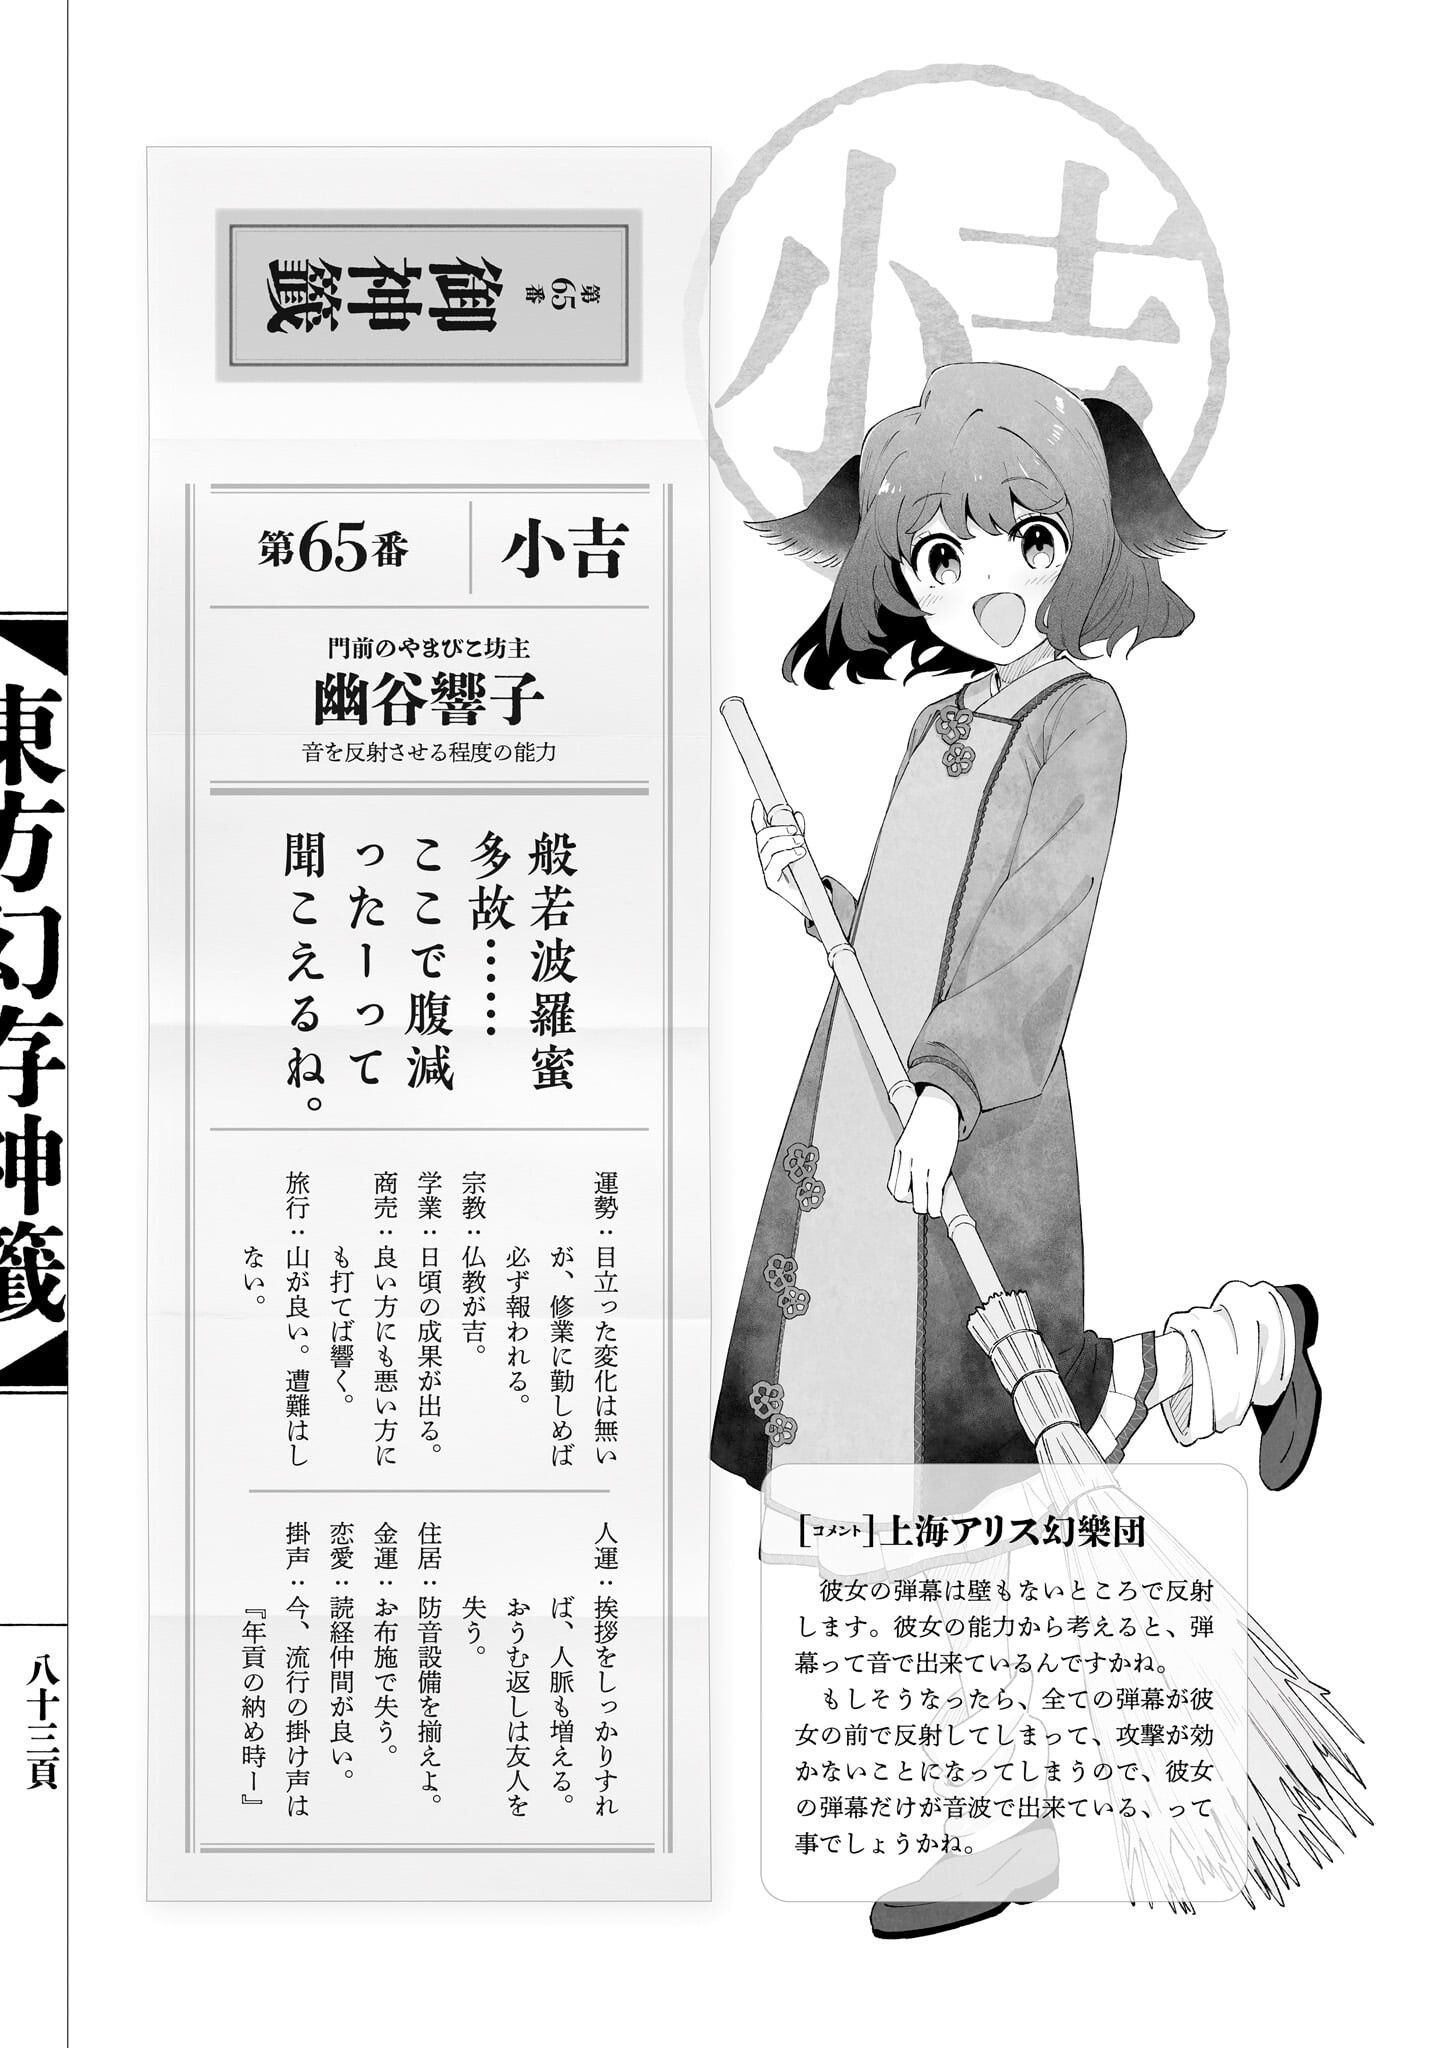 小吉
御神籤
第65番
小吉
第65番
門前のやまびこ坊主
幽谷響子
音を反射させる程度の能力
般若波羅蜜
多故……
ここで腹減
ったーって
聞こえるね。
運勢：目立った変化は無い
が、修業に勤しめば
必ず報われる。
宗教：仏教が吉。
学業：日頃の成果が出る。
商売：良い方にも悪い方に
も打てば響く。
旅行：山が良い。遭難はし
ない。
人運：挨拶をしっかりすれ
ば、人脈も増える。
おうむ返しは友人を
失う。
住居：防音設備を揃えよ。
金運：お布施で失う。
恋愛：読経仲間が良い。
掛声：今、流行の掛け声は
『年貢の納め時ー』
［コメント］上海アリス幻樂団
彼女の弾幕は壁もないところで反射
します。彼女の能力から考えると、弾
幕って音で出来ているんですかね。
もしそうなったら、全ての弾幕が彼
女の前で反射してしまって、攻撃が効
かないことになってしまうので、彼女
の弾幕だけが音波で出来ている、って
事でしょうかね。
【東方幻存神籤】
八十三頁